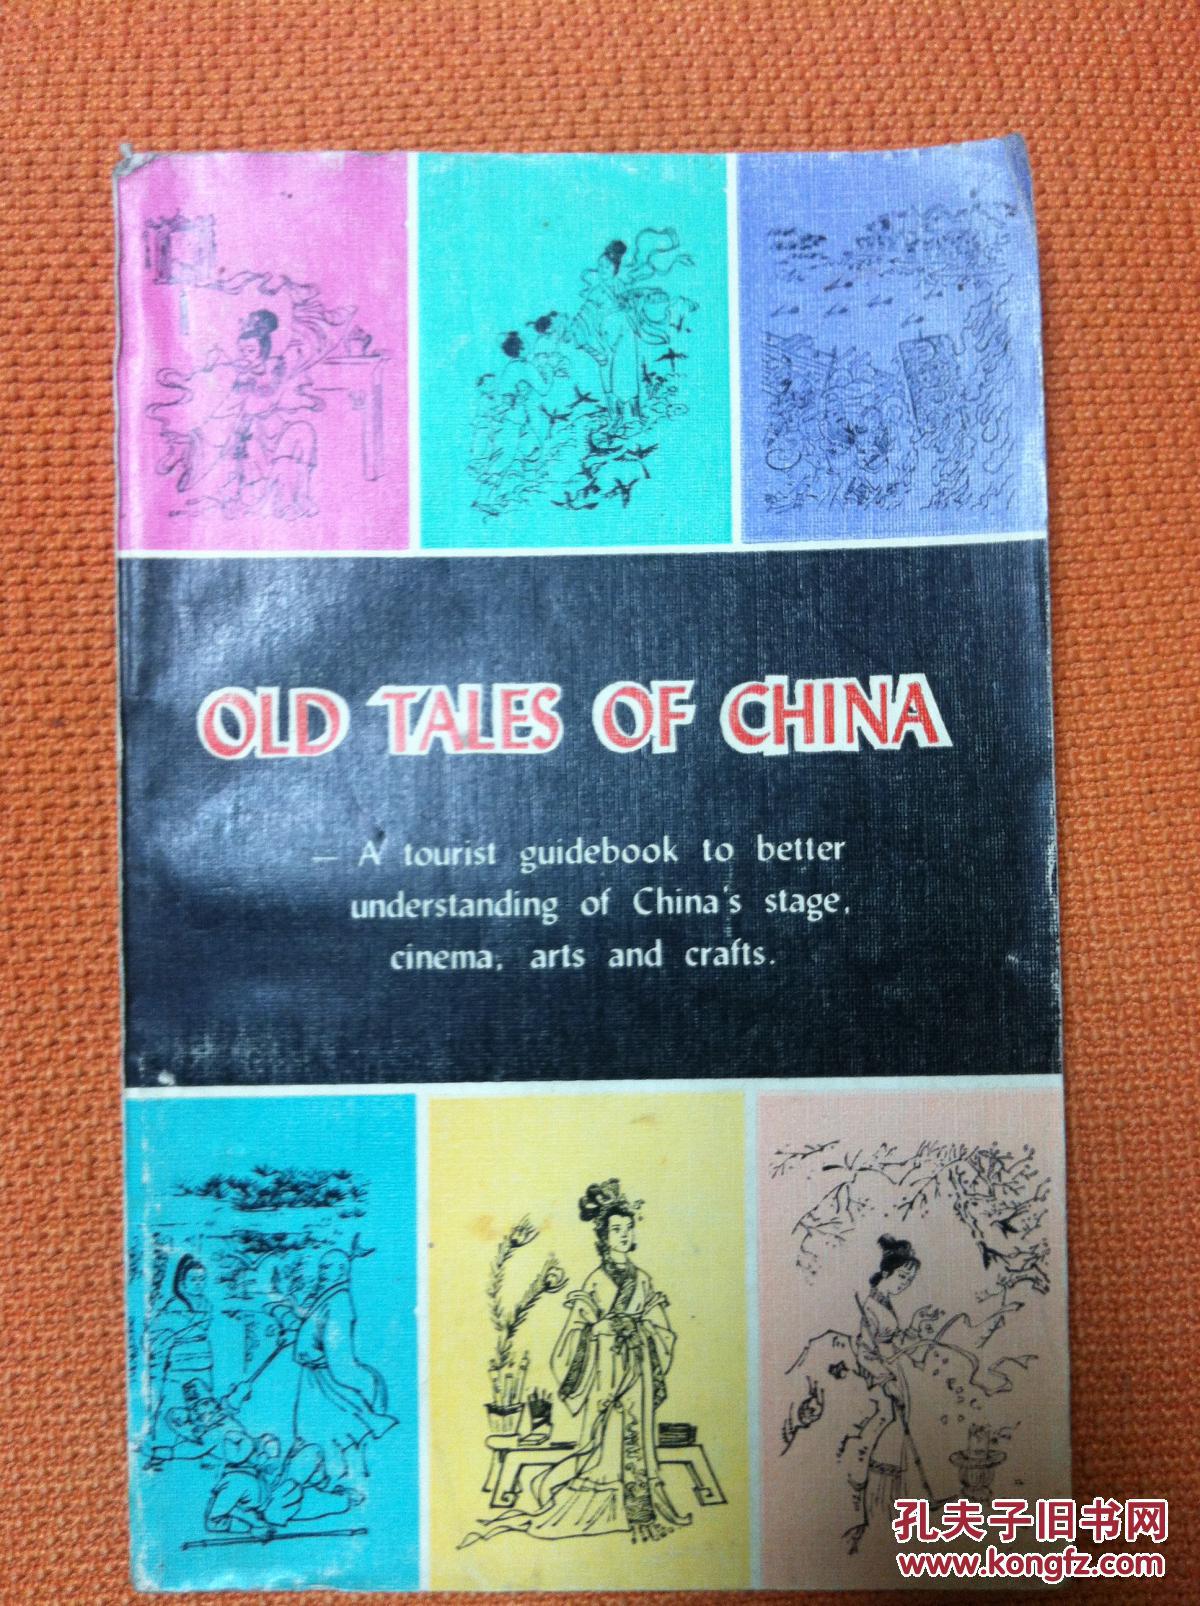 OLD TALES OF CHINA
— A tourist guidebook to better
understanding of China's stage,
cinema, arts and crafts.
孔夫子旧书网
www.kongfz.com